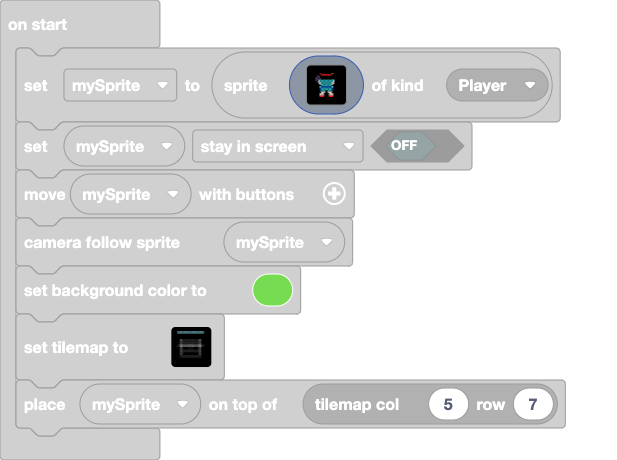 on start
set mySprite to sprite of kind Player
set mySprite stay in screen OFF
move mySprite with buttons
camera follow sprite mySprite
set background color to
set tilemap to
place mySprite on top of tilemap col 5 row 7